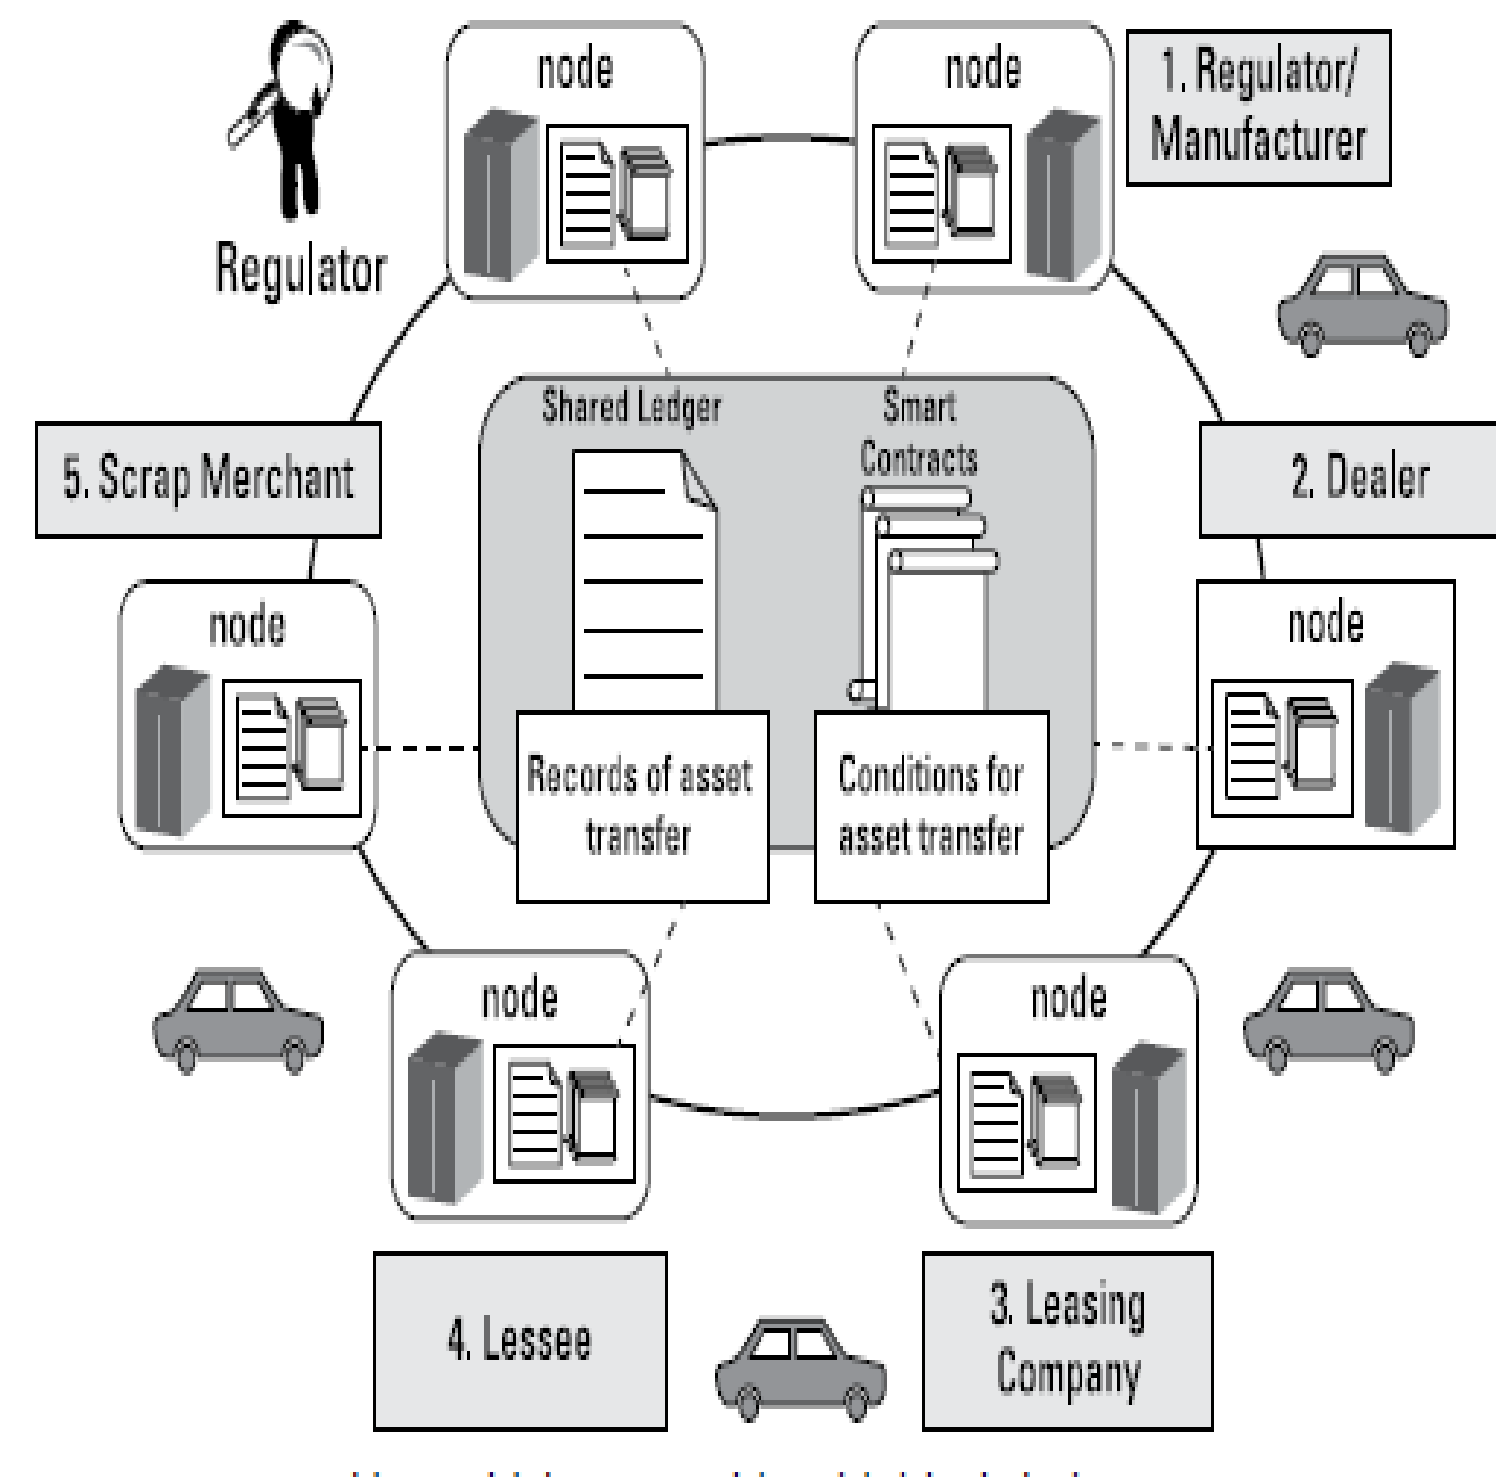 node
node
1. Regulator/
Manufacturer
Regulator
Shared Ledger
Smart
Contracts
5. Scrap Merchant
2. Dealer
node
node
Records of asset
transfer
Conditions for
asset transfer
node
node
4. Lessee
3. Leasing
Company